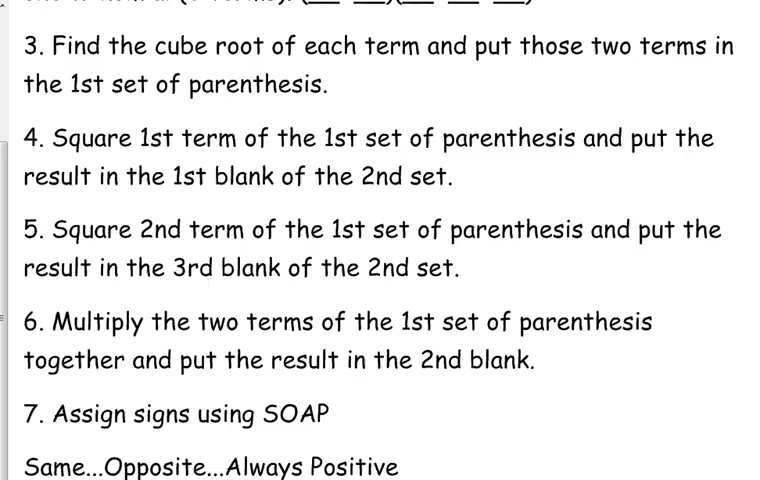 3. Find the cube root of each term and put those two terms in
the 1st set of parenthesis.
4. Square 1st term of the 1st set of parenthesis and put the
result in the 1st blank of the 2nd set.
5. Square 2nd term of the 1st set of parenthesis and put the
result in the 3rd blank of the 2nd set.
6. Multiply the two terms of the 1st set of parenthesis
together and put the result in the 2nd blank.
7. Assign signs using SOAP
Same...Opposite...Always Positive